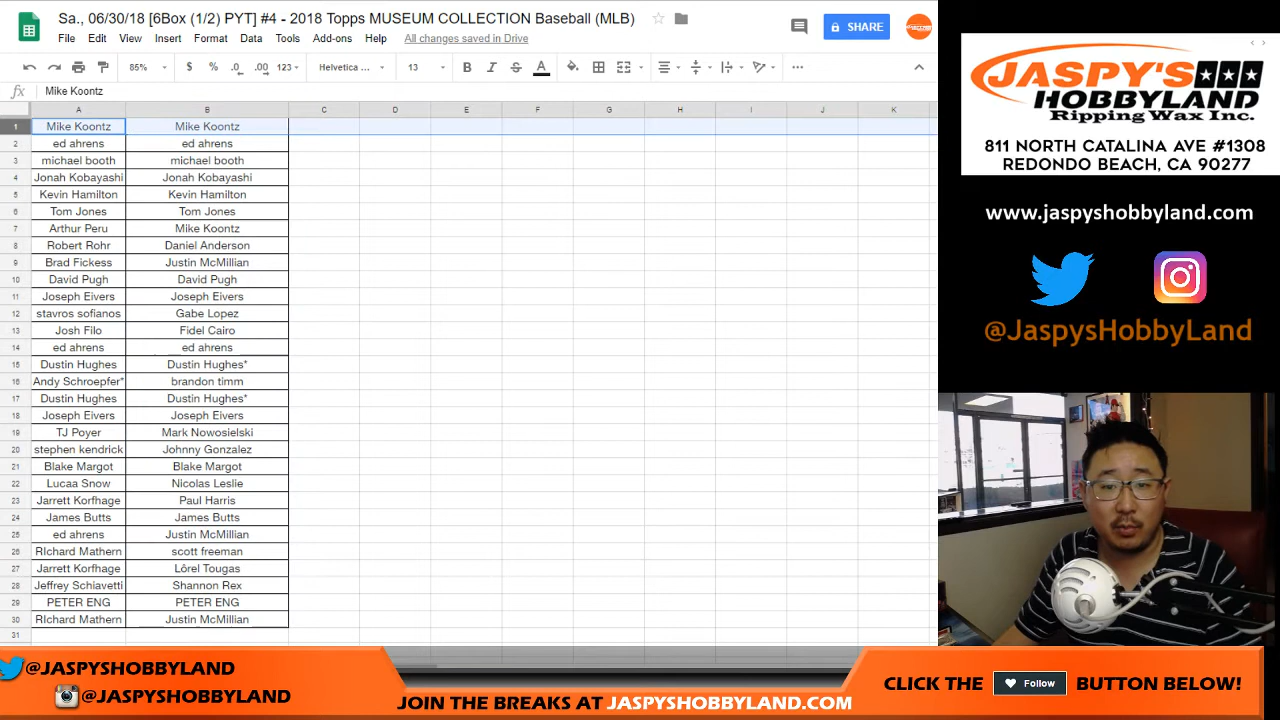 Sa., 06/30/18 [6Box (1/2) PYT] #4 - 2018 Topps MUSEUM COLLECTION Baseball (MLB)
File Edit View Insert Format Data Tools Add-ons Help All changes saved in Drive
SHARE
85% $ % .0 .00 123 Helvetica ... 13 B I S A
fx Mike Koontz
A B C D E F G H I J K
1 Mike Koontz Mike Koontz
2 ed ahrens ed ahrens
3 michael booth michael booth
4 Jonah Kobayashi Jonah Kobayashi
5 Kevin Hamilton Kevin Hamilton
6 Tom Jones Tom Jones
7 Arthur Peru Mike Koontz
8 Robert Rohr Daniel Anderson
9 Brad Fickess Justin McMillian
10 David Pugh David Pugh
11 Joseph Eivers Joseph Eivers
12 stavros sofianos Gabe Lopez
13 Josh Filo Fidel Cairo
14 ed ahrens ed ahrens
15 Dustin Hughes Dustin Hughes*
16 Andy Schroepfer* brandon timm
17 Dustin Hughes Dustin Hughes*
18 Joseph Eivers Joseph Eivers
19 TJ Poyer Mark Nowosielski
20 stephen kendrick Johnny Gonzalez
21 Blake Margot Blake Margot
22 Lucaa Snow Nicolas Leslie
23 Jarrett Korfhage Paul Harris
24 James Butts James Butts
25 ed ahrens Justin McMillian
26 RIchard Mathern scott freeman
27 Jarrett Korfhage Lôrel Tougas
28 Jeffrey Schiavetti Shannon Rex
29 PETER ENG PETER ENG
30 RIchard Mathern Justin McMillian
31
JASPY'S
HOBBYLAND
Ripping Wax Inc.
811 NORTH CATALINA AVE #1308
REDONDO BEACH, CA 90277
www.jaspyshobbyland.com
@JaspysHobbyLand
@JASPYSHOBBYLAND
@JASPYSHOBBYLAND
JOIN THE BREAKS AT JASPYSHOBBYLAND.COM
CLICK THE Follow BUTTON BELOW!